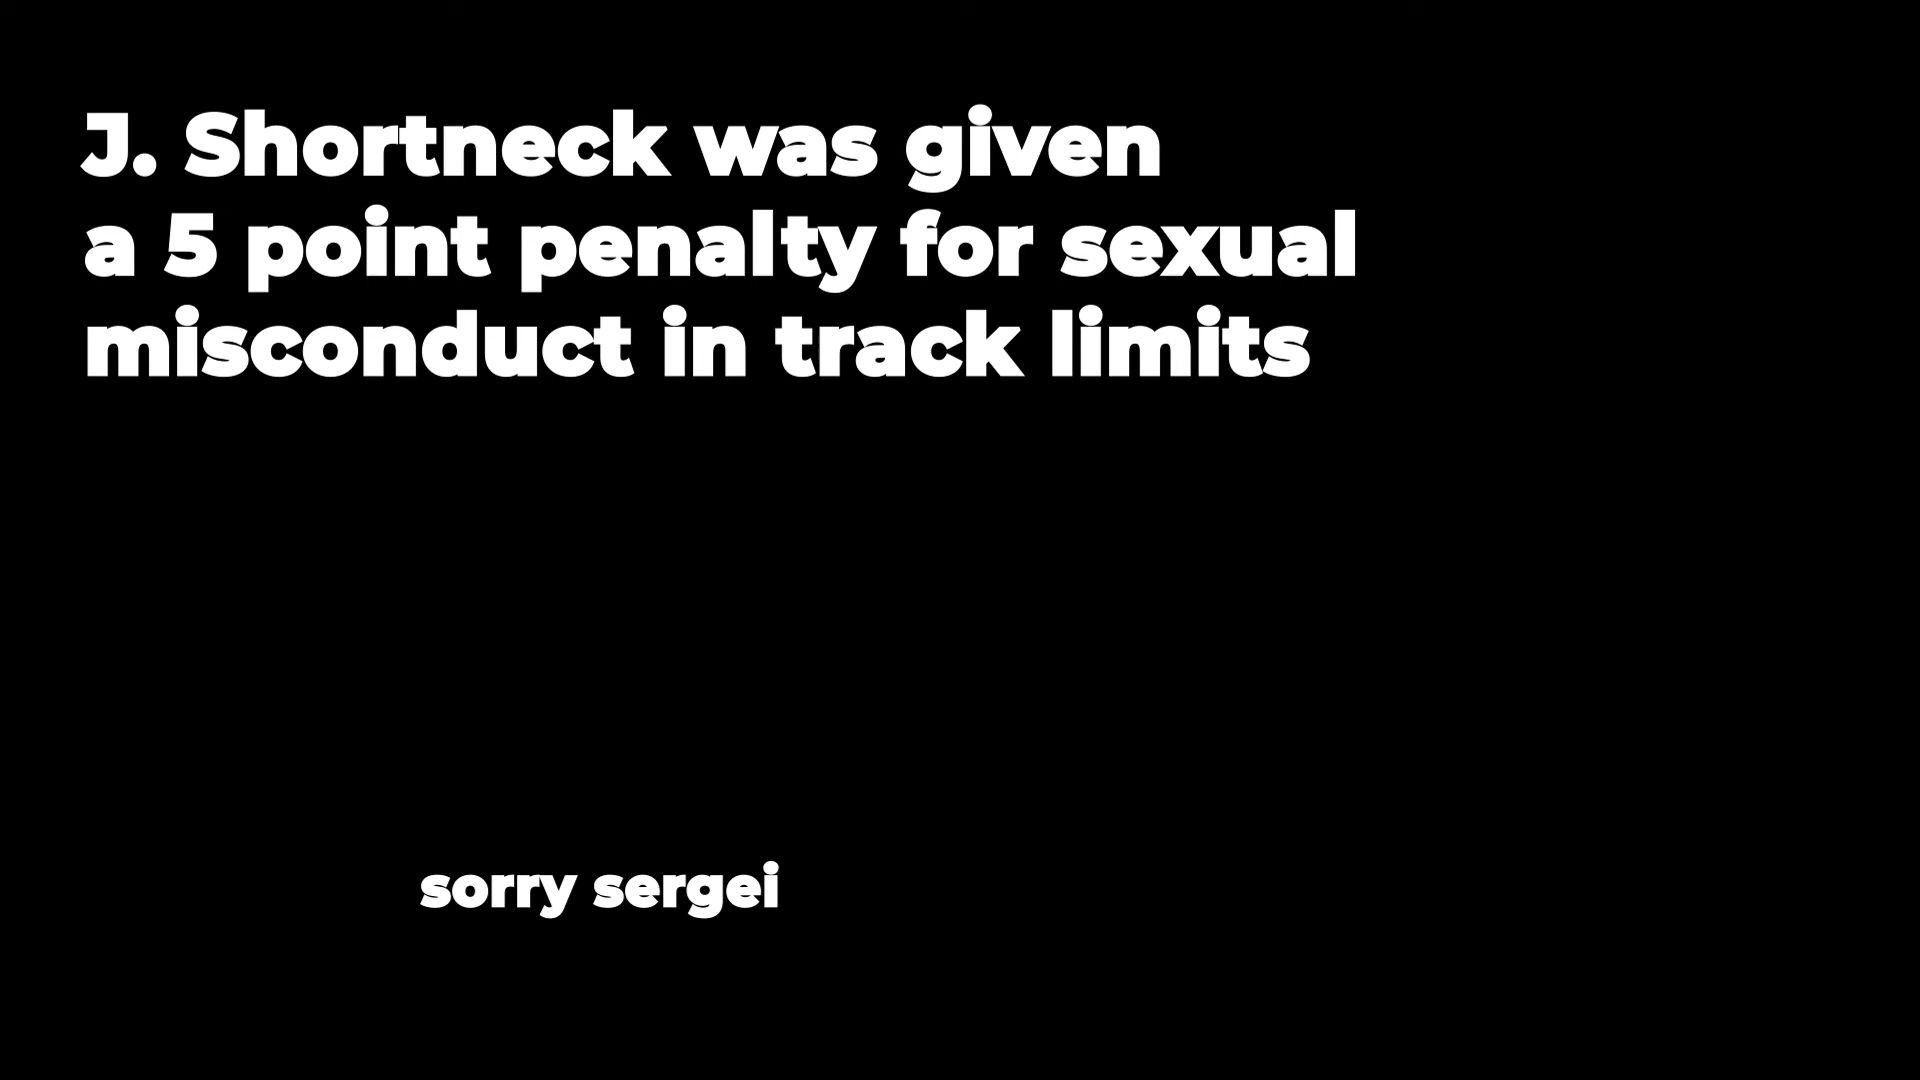 J. Shortneck was given
a 5 point penalty for sexual
misconduct in track limits
sorry sergei